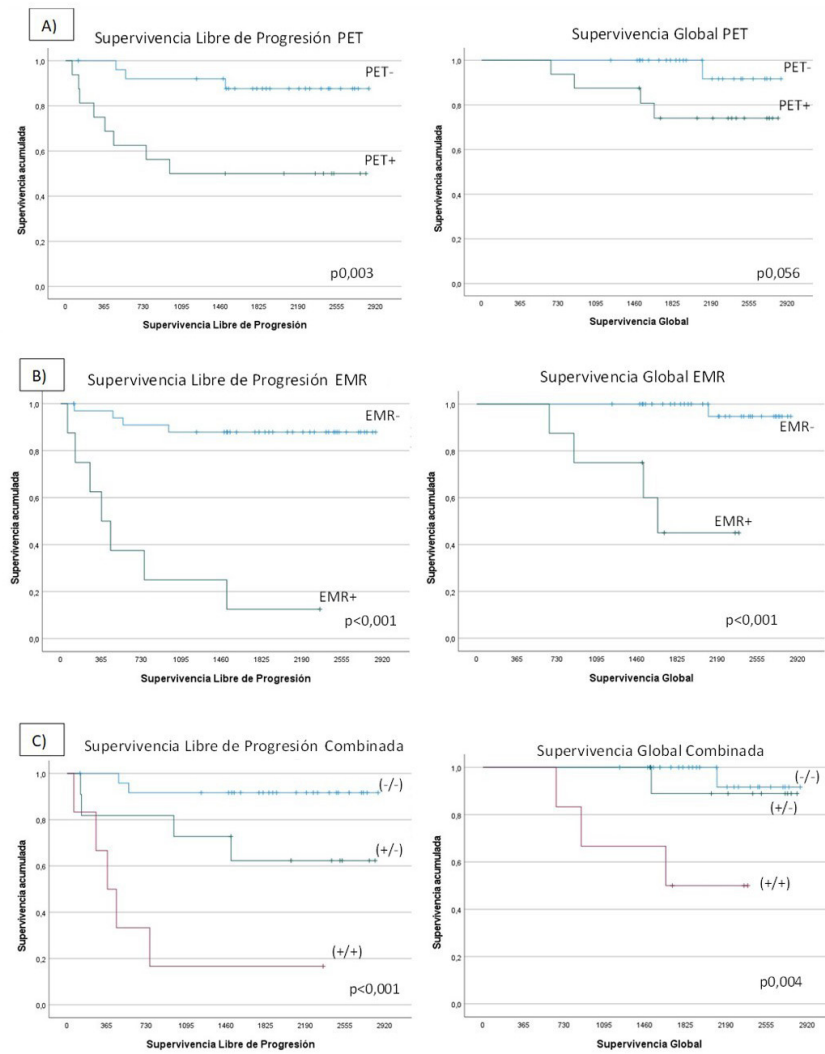 A)
Supervivencia Libre de Progresión PET
Supervivencia acumulada
1,0
0,8
0,6
0,4
0,2
0,0
PET-
PET+
p0,003
0 365 730 1095 1460 1825 2190 2555 2920
Supervivencia Libre de Progresión
Supervivencia Global PET
Supervivencia acumulada
1,0
0,8
0,6
0,4
0,2
0,0
PET-
PET+
p0,056
0 365 730 1095 1460 1825 2190 2555 2920
Supervivencia Global
B)
Supervivencia Libre de Progresión EMR
Supervivencia acumulada
1,0
0,8
0,6
0,4
0,2
0,0
EMR-
EMR+
p<0,001
0 365 730 1095 1460 1825 2190 2555 2920
Supervivencia Libre de Progresión
Supervivencia Global EMR
Supervivencia acumulada
1,0
0,8
0,6
0,4
0,2
0,0
EMR-
EMR+
p<0,001
0 365 730 1095 1460 1825 2190 2555 2920
Supervivencia Global
C)
Supervivencia Libre de Progresión Combinada
Supervivencia acumulada
1,0
0,8
0,6
0,4
0,2
0,0
(-/-)
(+/-)
(+/+)
p<0,001
0 365 730 1095 1460 1825 2190 2555 2920
Supervivencia Libre de Progresión
Supervivencia Global Combinada
Supervivencia acumulada
1,0
0,8
0,6
0,4
0,2
0,0
(-/-)
(+/-)
(+/+)
p0,004
0 365 730 1095 1460 1825 2190 2555 2920
Supervivencia Global